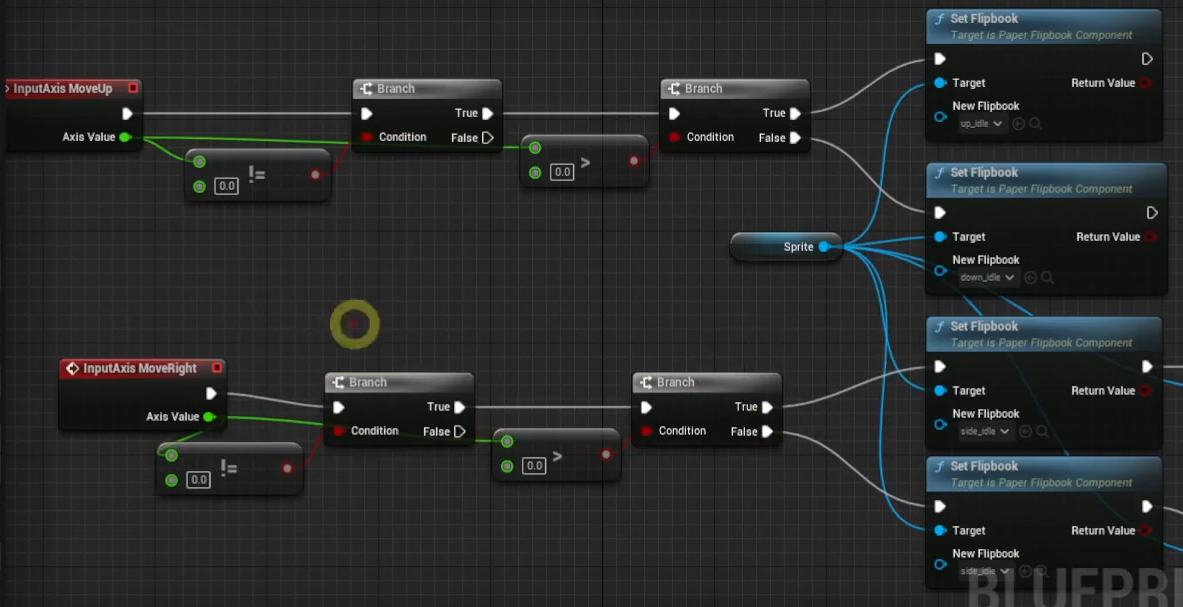 Set Flipbook
Target is Paper Flipbook Component
Target
Return Value
New Flipbook
up_idle
InputAxis MoveUp
Axis Value
Branch
True
Condition
False
0.0
!=
Branch
True
Condition
False
0.0
>
Set Flipbook
Target is Paper Flipbook Component
Target
Return Value
New Flipbook
down_idle
Sprite
Set Flipbook
Target is Paper Flipbook Component
Target
Return Value
New Flipbook
side_idle
InputAxis MoveRight
Axis Value
Branch
True
Condition
False
0.0
!=
Branch
True
Condition
False
0.0
>
Set Flipbook
Target is Paper Flipbook Component
Target
Return Value
New Flipbook
side_idle
BLUEPRI